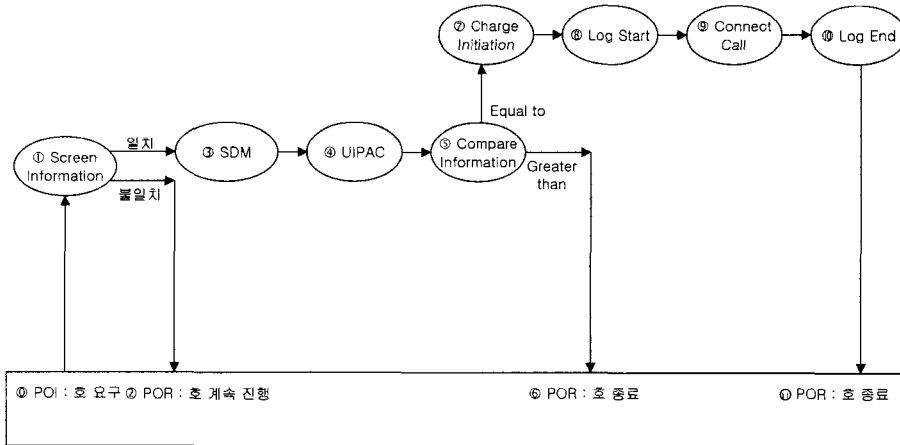 ⑦ Charge
Initiation
⑧ Log Start
⑨ Connect
Call
⑩ Log End
Equal to
① Screen
Information
일치
불일치
③ SDM
④ UIPAC
⑤ Compare
Information
Greater
than
⓪ POI : 호 요구 ② POR : 호 계속 진행
⑥ POR : 호 종료
⑪ POR : 호 종료